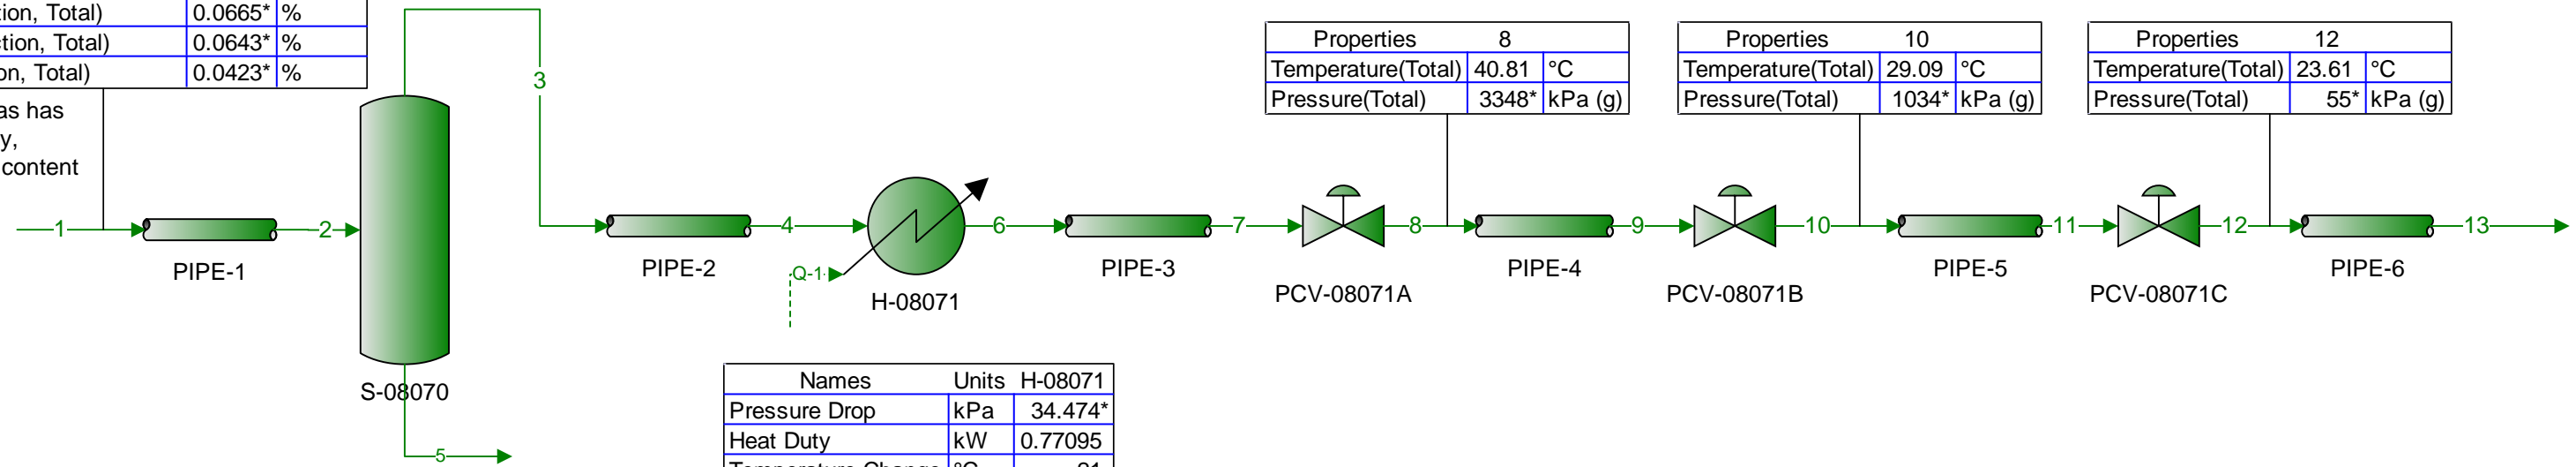 tion, Total) 0.0665* %
ction, Total) 0.0643* %
on, Total) 0.0423* %
as has
y,
content
1
PIPE-1
2
S-08070
3
5
PIPE-2
4
Q-1
H-08071
6
PIPE-3
7
PCV-08071A
8
PIPE-4
9
PCV-08071B
10
PIPE-5
11
PCV-08071C
12
PIPE-6
13
Properties 8
Temperature(Total) 40.81 °C
Pressure(Total) 3348* kPa (g)
Properties 10
Temperature(Total) 29.09 °C
Pressure(Total) 1034* kPa (g)
Properties 12
Temperature(Total) 23.61 °C
Pressure(Total) 55* kPa (g)
Names Units H-08071
Pressure Drop kPa 34.474*
Heat Duty kW 0.77095
Temperature Change °C 21